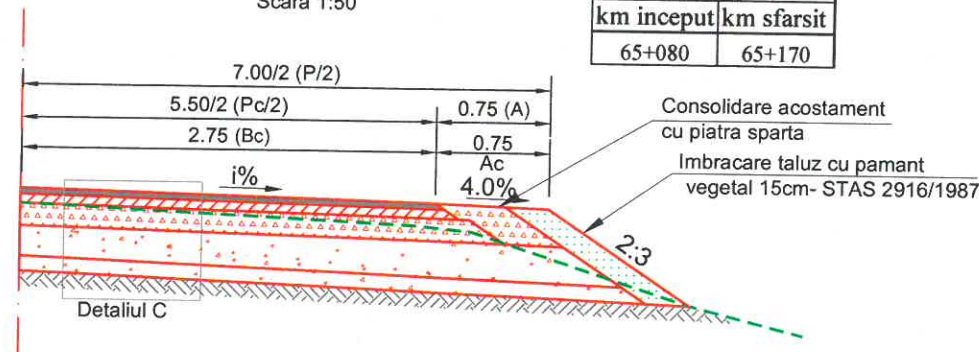 Scara 1:50
km inceput km sfarsit
65+080 65+170
7.00/2 (P/2)
5.50/2 (Pc/2) 0.75 (A)
2.75 (Bc) 0.75
Ac
i% 4.0%
Consolidare acostament
cu piatra sparta
Imbracare taluz cu pamant
vegetal 15cm- STAS 2916/1987
2:3
Detaliul C